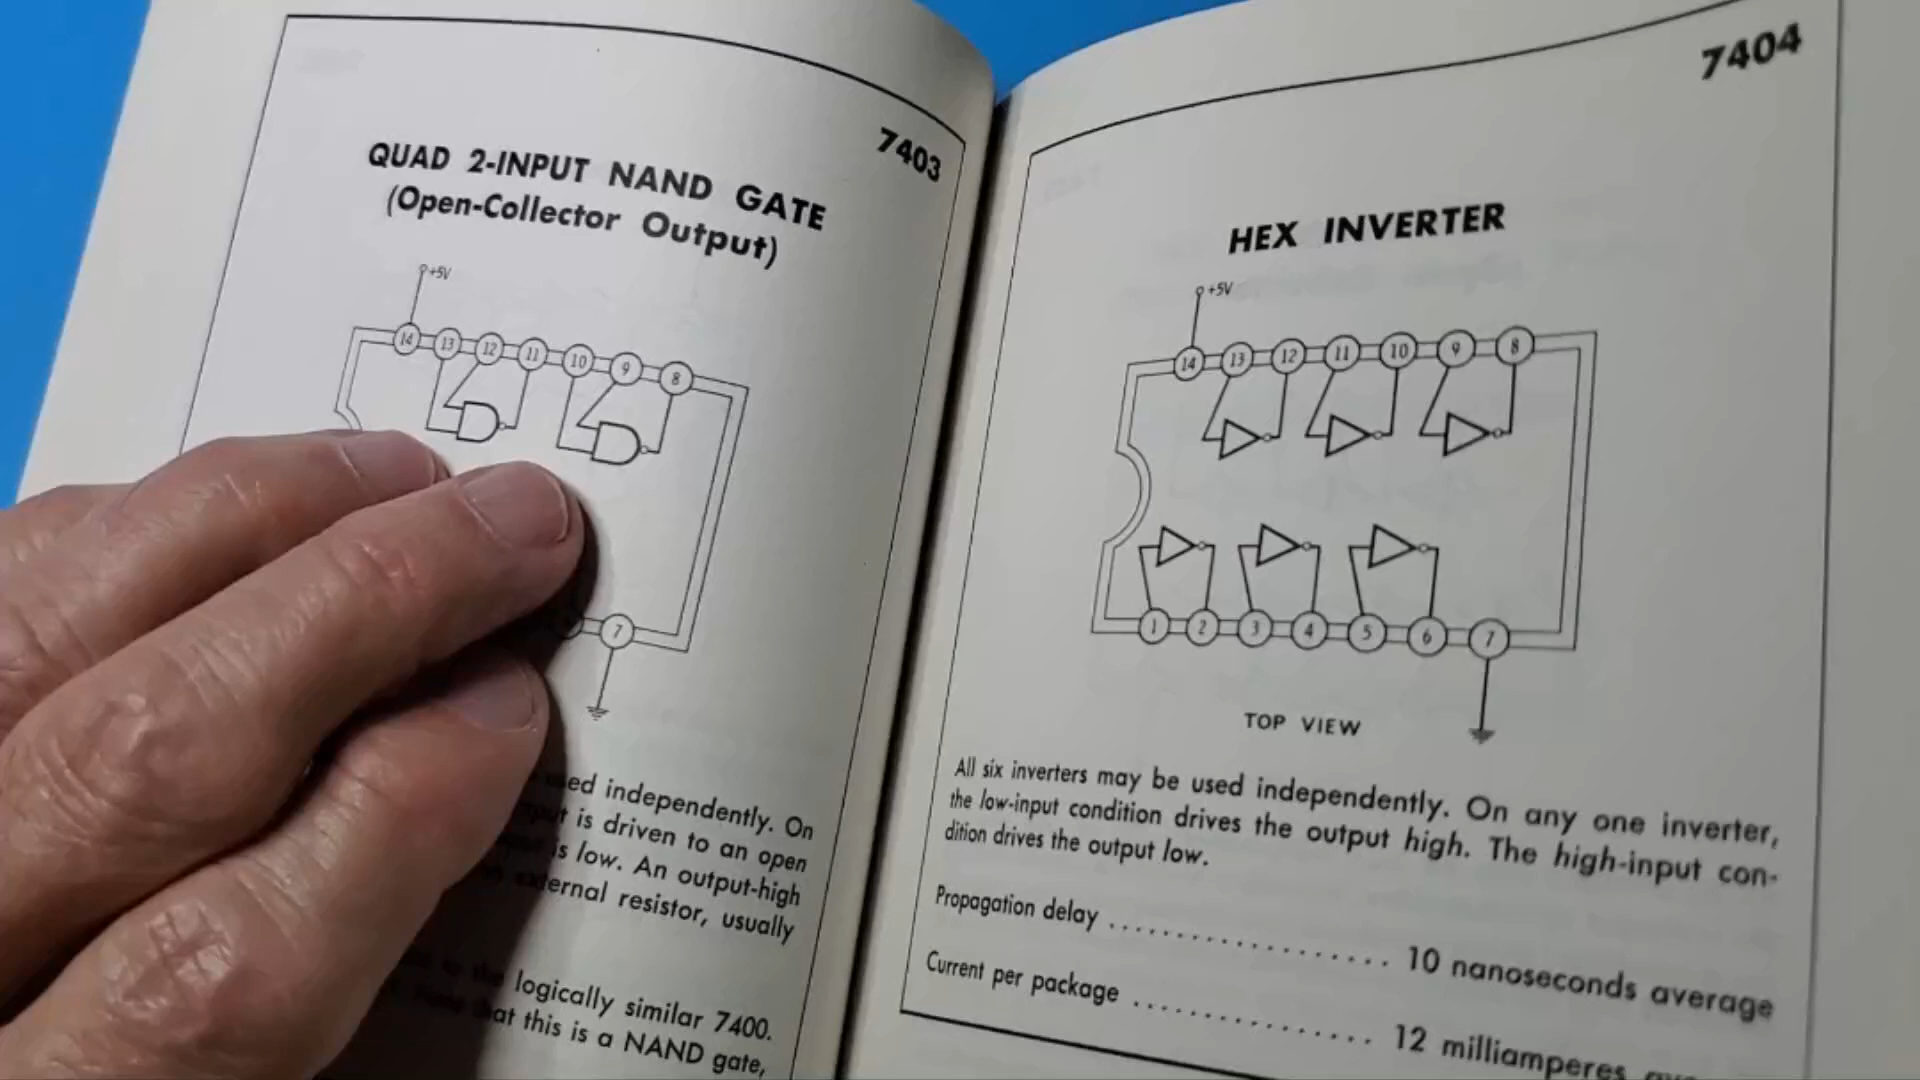 7403
QUAD 2-INPUT NAND GATE
(Open-Collector Output)
+5V
14 13 12 11 10 9 8
7
used independently. On
is driven to an open
is low. An output-high
external resistor, usually
logically similar 7400.
that this is a NAND gate,
7404
HEX INVERTER
+5V
14 13 12 11 10 9 8
1 2 3 4 5 6 7
TOP VIEW
All six inverters may be used independently. On any one inverter,
the low-input condition drives the output high. The high-input con-
dition drives the output low.
Propagation delay .................. 10 nanoseconds average
Current per package ................ 12 milliamperes